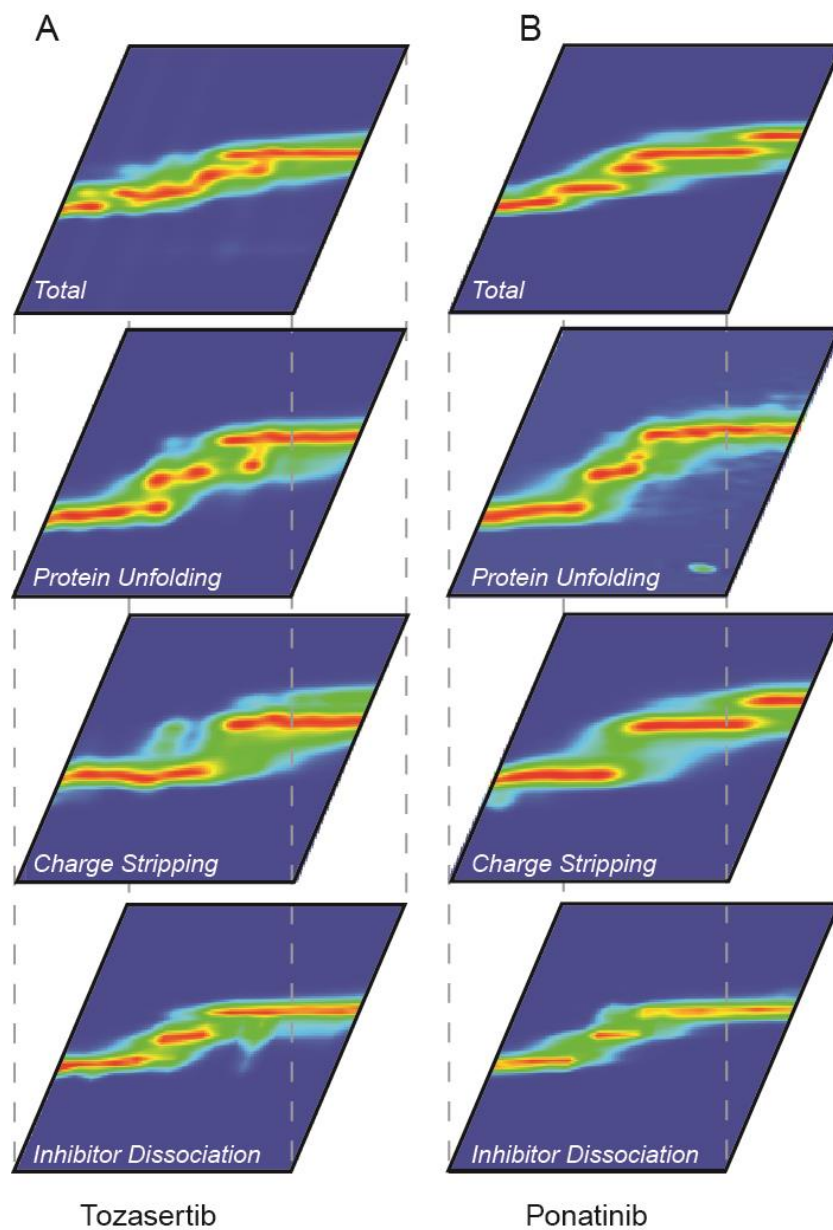 A
B
Total
Total
Protein Unfolding
Protein Unfolding
Charge Stripping
Charge Stripping
Inhibitor Dissociation
Inhibitor Dissociation
Tozasertib
Ponatinib